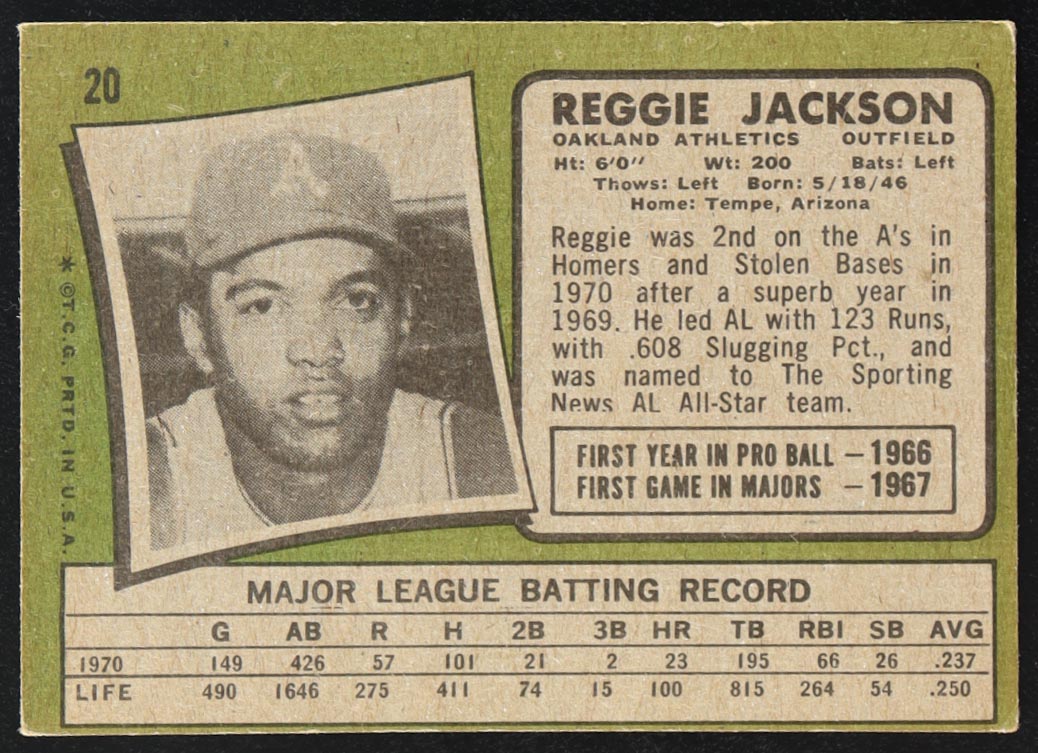 20
REGGIE JACKSON
OAKLAND ATHLETICS OUTFIELD
Ht: 6'0" Wt: 200 Bats: Left
Thows: Left Born: 5/18/46
Home: Tempe, Arizona
Reggie was 2nd on the A's in
Homers and Stolen Bases in
1970 after a superb year in
1969. He led AL with 123 Runs,
with .608 Slugging Pct., and
was named to The Sporting
News AL All-Star team.
FIRST YEAR IN PRO BALL – 1966
FIRST GAME IN MAJORS – 1967
* ©T.C.G. PRTD. IN U.S.A.
A's
MAJOR LEAGUE BATTING RECORD
G AB R H 2B 3B HR TB RBI SB AVG
1970 149 426 57 101 21 2 23 195 66 26 .237
LIFE 490 1646 275 411 74 15 100 815 264 54 .250